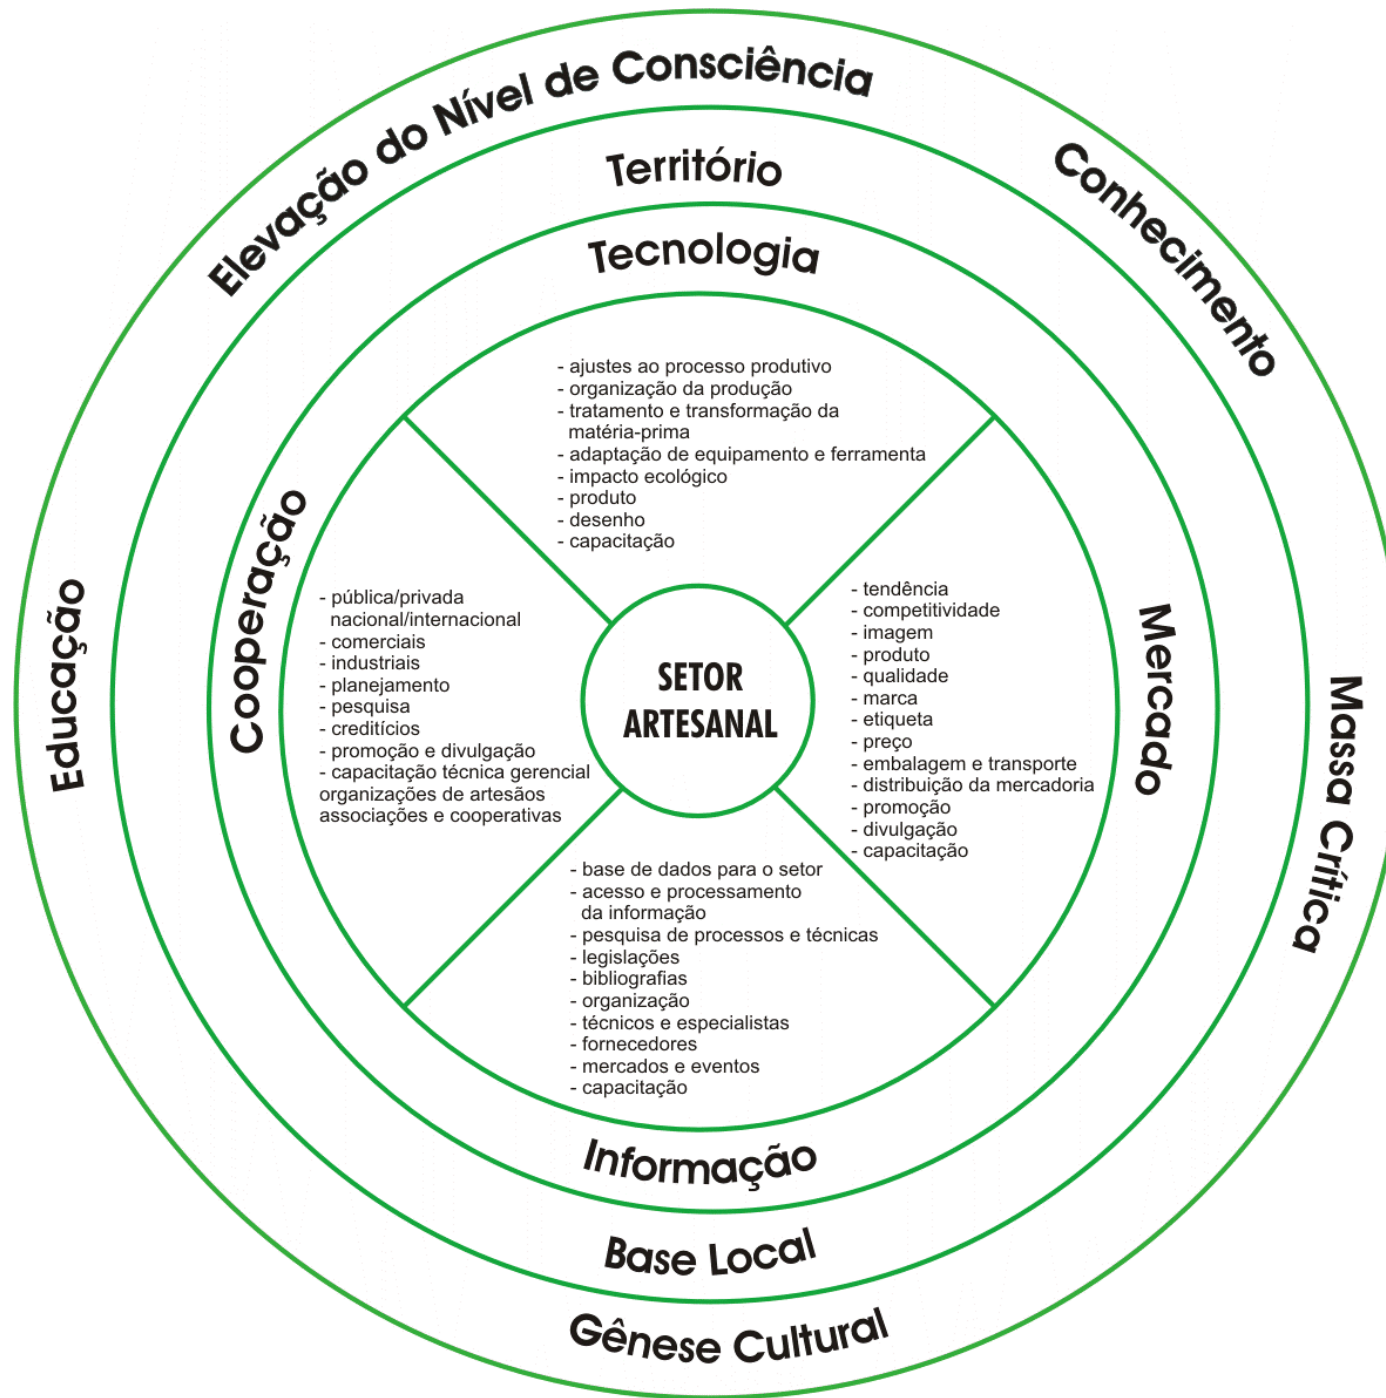 Elevação do Nível de Consciência
Conhecimento
Massa Crítica
Gênese Cultural
Educação
Território
Base Local
Tecnologia
Mercado
Informação
Cooperação
- ajustes ao processo produtivo
- organização da produção
- tratamento e transformação da
matéria-prima
- adaptação de equipamento e ferramenta
- impacto ecológico
- produto
- desenho
- capacitação
- pública/privada
nacional/internacional
- comerciais
- industriais
- planejamento
- pesquisa
- creditícios
- promoção e divulgação
- capacitação técnica gerencial
organizações de artesãos
associações e cooperativas
SETOR
ARTESANAL
- tendência
- competitividade
- imagem
- produto
- qualidade
- marca
- etiqueta
- preço
- embalagem e transporte
- distribuição da mercadoria
- promoção
- divulgação
- capacitação
- base de dados para o setor
- acesso e processamento
da informação
- pesquisa de processos e técnicas
- legislações
- bibliografias
- organização
- técnicos e especialistas
- fornecedores
- mercados e eventos
- capacitação